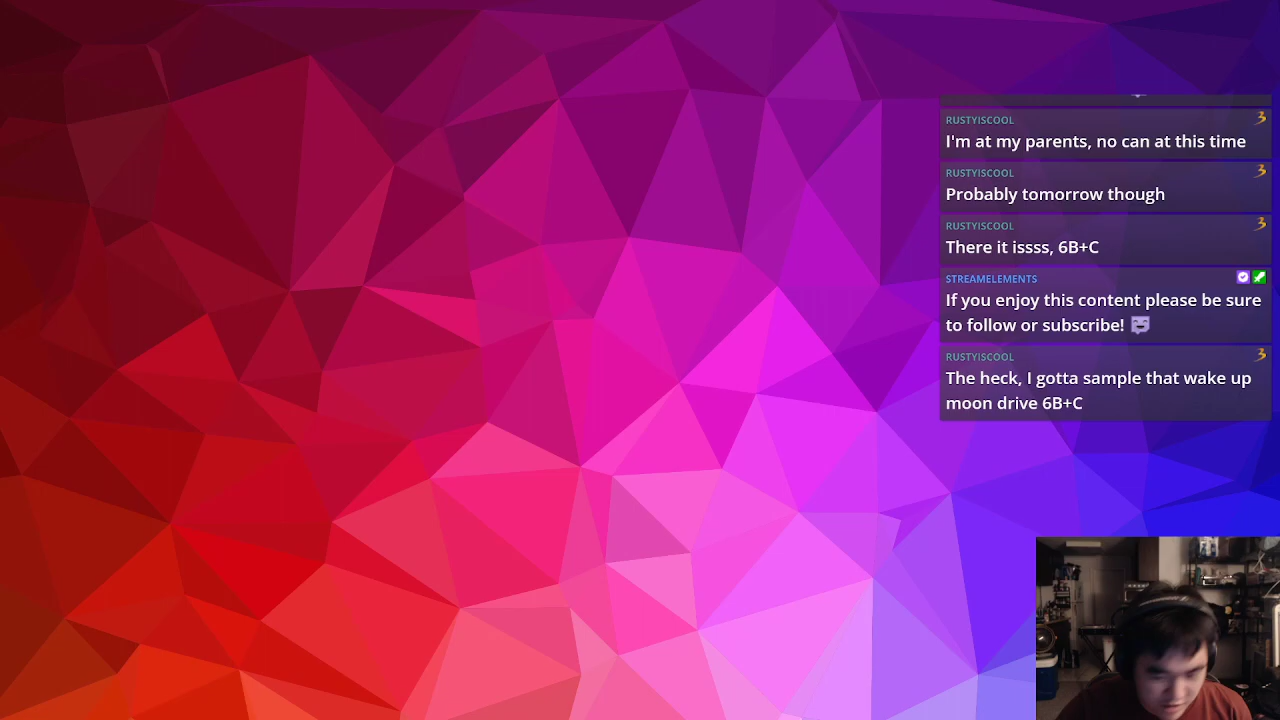 RUSTYISCOOL
I'm at my parents, no can at this time
RUSTYISCOOL
Probably tomorrow though
RUSTYISCOOL
There it issss, 6B+C
STREAMELEMENTS
If you enjoy this content please be sure
to follow or subscribe!
RUSTYISCOOL
The heck, I gotta sample that wake up
moon drive 6B+C